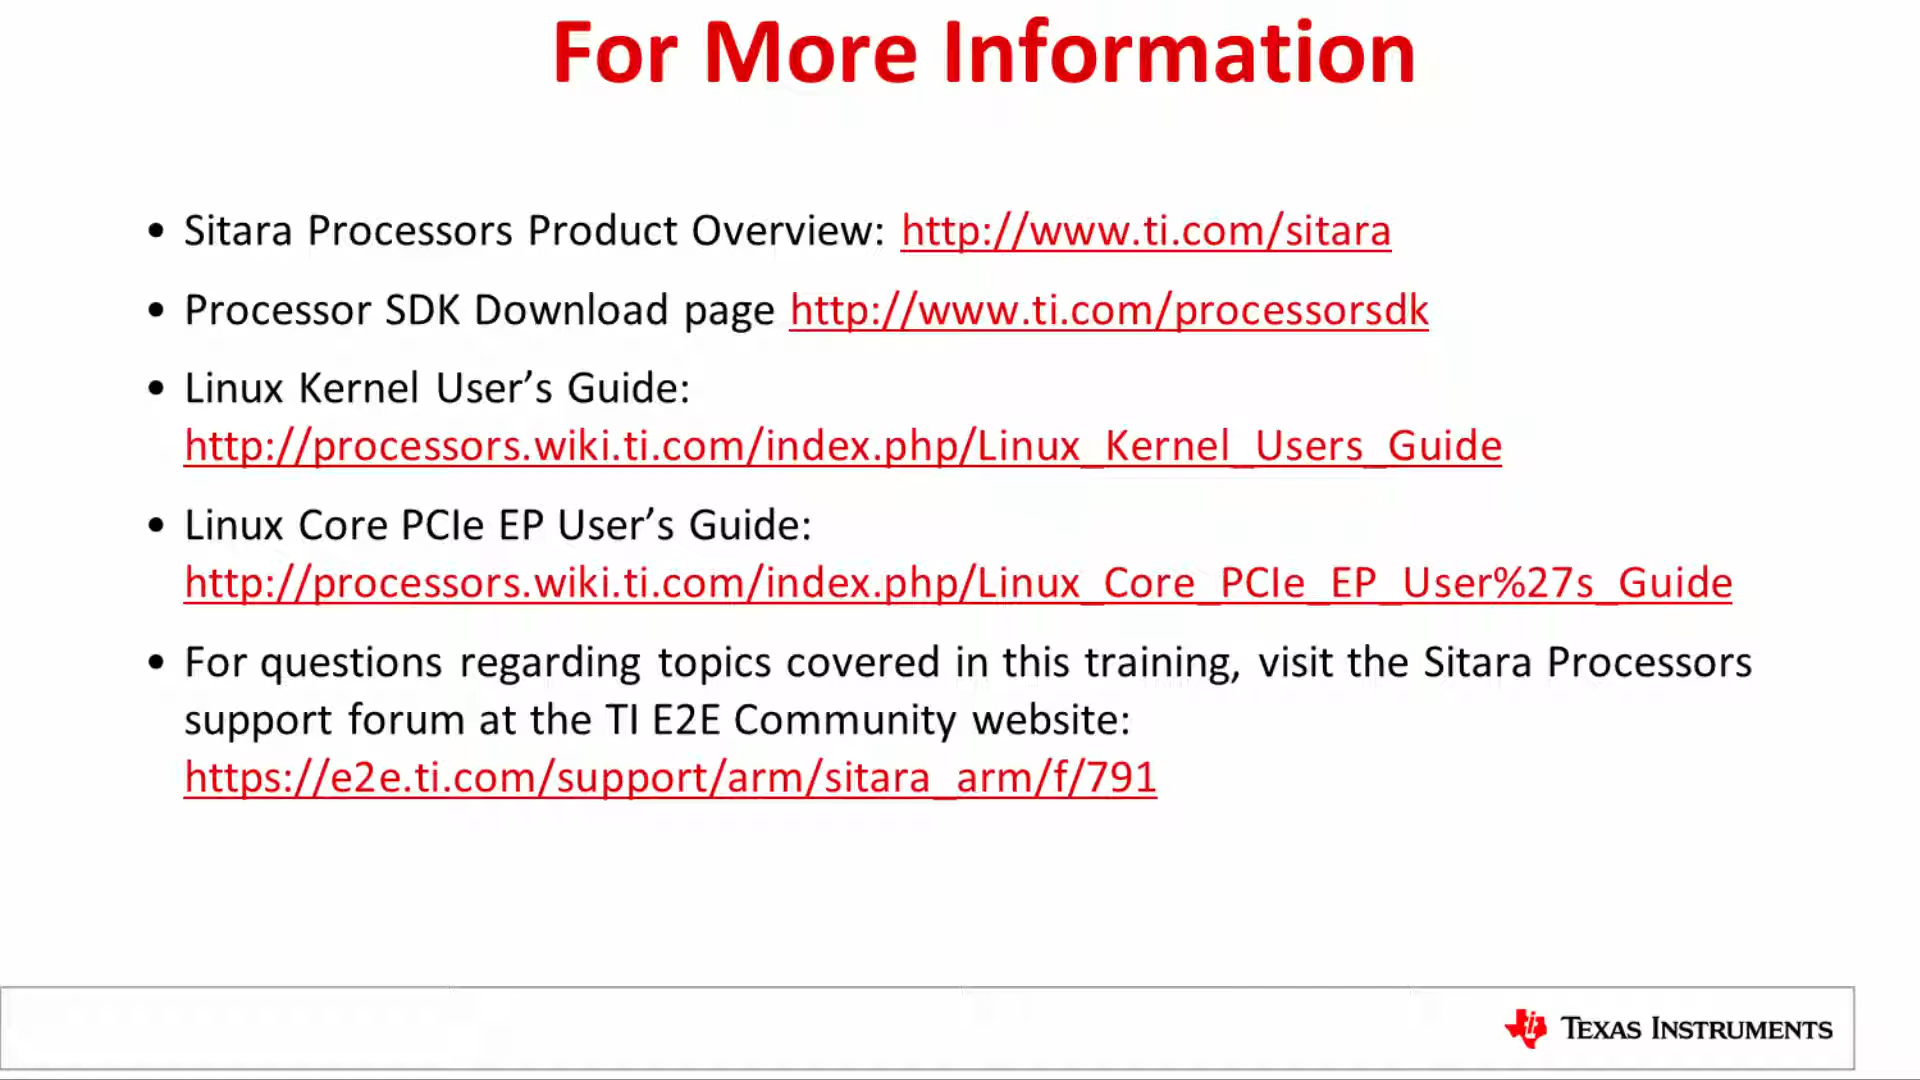 For More Information
• Sitara Processors Product Overview: http://www.ti.com/sitara
• Processor SDK Download page http://www.ti.com/processorsdk
• Linux Kernel User’s Guide:
http://processors.wiki.ti.com/index.php/Linux_Kernel_Users_Guide
• Linux Core PCIe EP User’s Guide:
http://processors.wiki.ti.com/index.php/Linux_Core_PCIe_EP_User%27s_Guide
• For questions regarding topics covered in this training, visit the Sitara Processors
support forum at the TI E2E Community website:
https://e2e.ti.com/support/arm/sitara_arm/f/791
TEXAS INSTRUMENTS